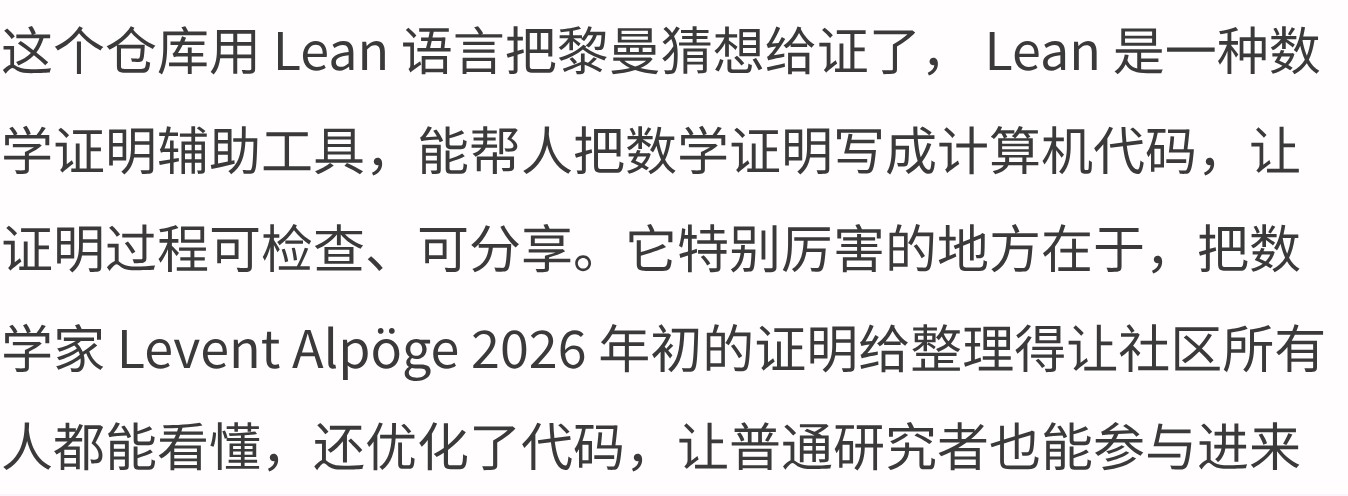 这个仓库用 Lean 语言把黎曼猜想给证了， Lean 是一种数
学证明辅助工具，能帮人把数学证明写成计算机代码，让
证明过程可检查、可分享。它特别厉害的地方在于，把数
学家 Levent Alpöge 2026 年初的证明给整理得让社区所有
人都能看懂，还优化了代码，让普通研究者也能参与进来